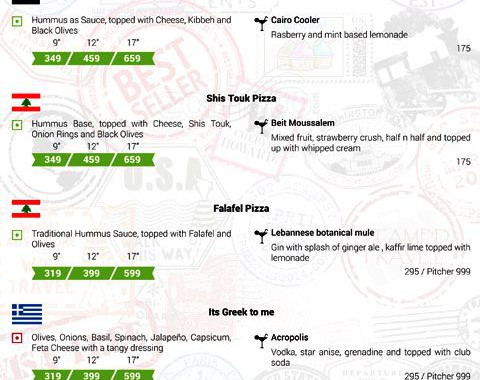 Hummus as Sauce, topped with Cheese, Kibbeh and
Black Olives
9" 12" 17"
349 459 659
Cairo Cooler
Rasberry and mint based lemonade
175
BEST
SELLER
Shis Touk Pizza
Hummus Base, topped with Cheese, Shis Touk,
Onion Rings and Black Olives
9" 12" 17"
349 459 659
Beit Moussalem
Mixed fruit, strawberry crush, half n half and topped
up with whipped cream
175
U.S.A
Falafel Pizza
Traditional Hummus Sauce, topped with Falafel and
Olives
9" 12" 17"
319 399 599
Lebannese botanical mule
Gin with splash of ginger ale , kaffir lime topped with
lemonade
295 / Pitcher 999
Its Greek to me
Olives, Onions, Basil, Spinach, Jalapeño, Capsicum,
Feta Cheese with a tangy dressing
9" 12" 17"
319 399 599
Acropolis
Vodka, star anise, grenadine and topped with club
soda
295 / Pitcher 999